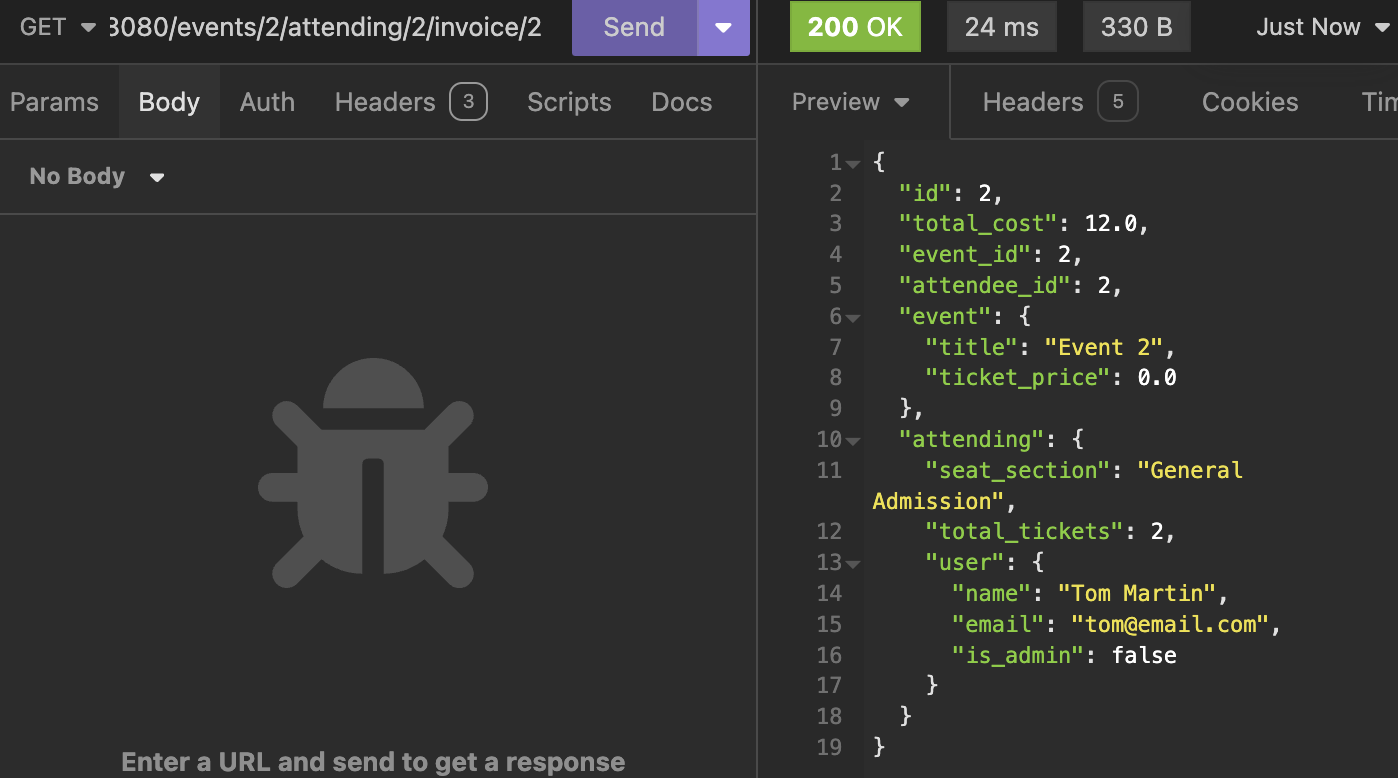 GET 3080/events/2/attending/2/invoice/2 Send 200 OK 24 ms 330 B Just Now
Params Body Auth Headers 3 Scripts Docs Preview Headers 5 Cookies
No Body
1 {
2 "id": 2,
3 "total_cost": 12.0,
4 "event_id": 2,
5 "attendee_id": 2,
6 "event": {
7 "title": "Event 2",
8 "ticket_price": 0.0
9 },
10 "attending": {
11 "seat_section": "General
Admission",
12 "total_tickets": 2,
13 "user": {
14 "name": "Tom Martin",
15 "email": "tom@email.com",
16 "is_admin": false
17 }
18 }
19 }
Enter a URL and send to get a response